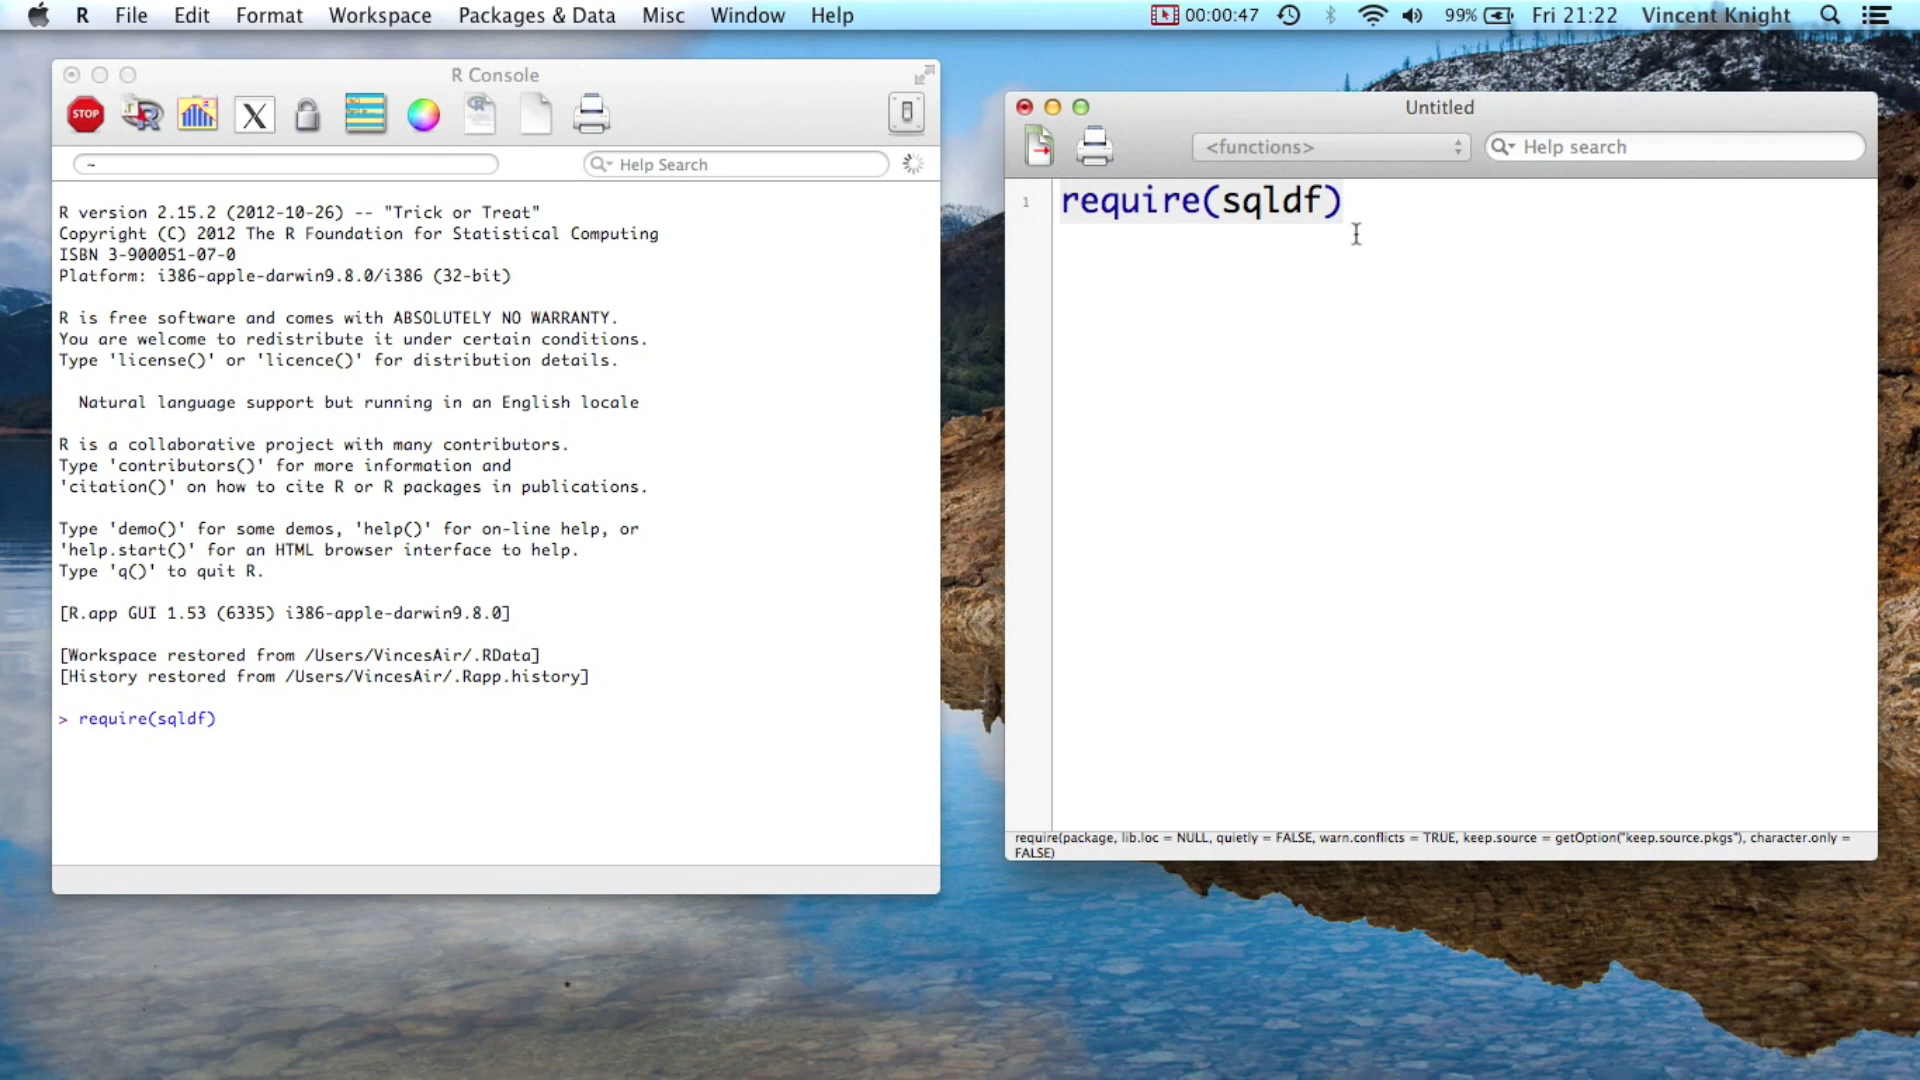 R File Edit Format Workspace Packages & Data Misc Window Help 00:00:47 99% Fri 21:22 Vincent Knight
R Console
STOP
X
~
Help Search
R version 2.15.2 (2012-10-26) -- "Trick or Treat"
Copyright (C) 2012 The R Foundation for Statistical Computing
ISBN 3-900051-07-0
Platform: i386-apple-darwin9.8.0/i386 (32-bit)
R is free software and comes with ABSOLUTELY NO WARRANTY.
You are welcome to redistribute it under certain conditions.
Type 'license()' or 'licence()' for distribution details.
Natural language support but running in an English locale
R is a collaborative project with many contributors.
Type 'contributors()' for more information and
'citation()' on how to cite R or R packages in publications.
Type 'demo()' for some demos, 'help()' for on-line help, or
'help.start()' for an HTML browser interface to help.
Type 'q()' to quit R.
[R.app GUI 1.53 (6335) i386-apple-darwin9.8.0]
[Workspace restored from /Users/VincesAir/.RData]
[History restored from /Users/VincesAir/.Rapp.history]
> require(sqldf)
Untitled
<functions>
Help search
1 require(sqldf)
require(package, lib.loc = NULL, quietly = FALSE, warn.conflicts = TRUE, keep.source = getOption("keep.source.pkgs"), character.only =
FALSE)